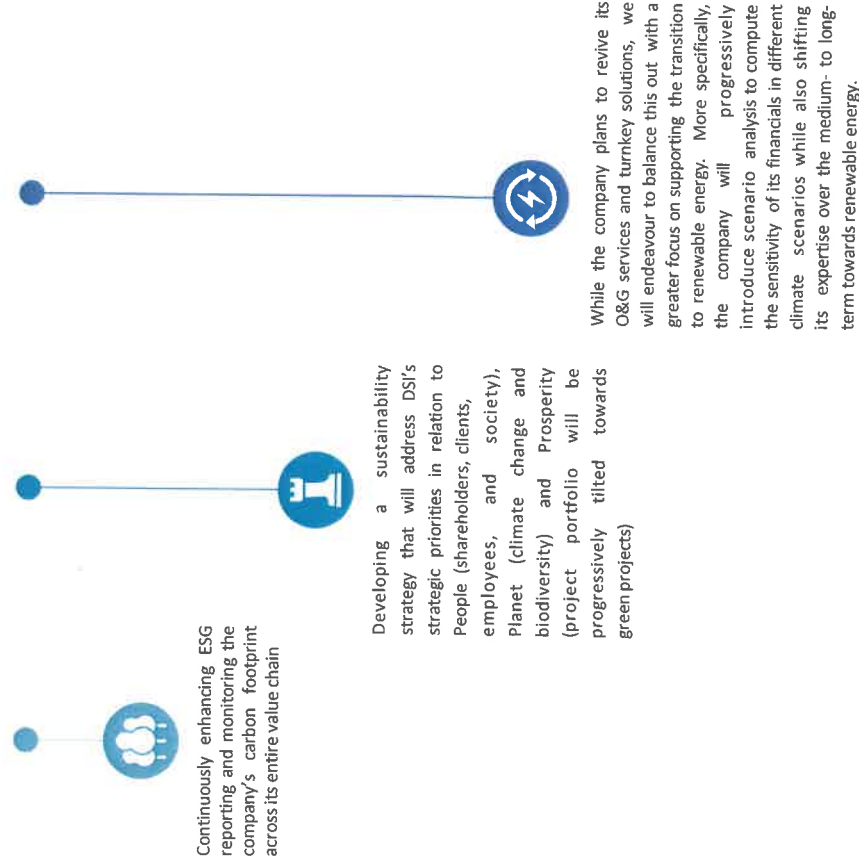 Continuously enhancing ESG
reporting and monitoring the
company's carbon footprint
across its entire value chain
Developing a sustainability
strategy that will address DSI's
strategic priorities in relation to
People (shareholders, clients,
employees, and society),
Planet (climate change and
biodiversity) and Prosperity
(project portfolio will be
progressively tilted towards
green projects)
While the company plans to revive its
O&G services and turnkey solutions, we
will endeavour to balance this out with a
greater focus on supporting the transition
to renewable energy. More specifically,
the company will progressively
introduce scenario analysis to compute
the sensitivity of its financials in different
climate scenarios while also shifting
its expertise over the medium- to long-
term towards renewable energy.